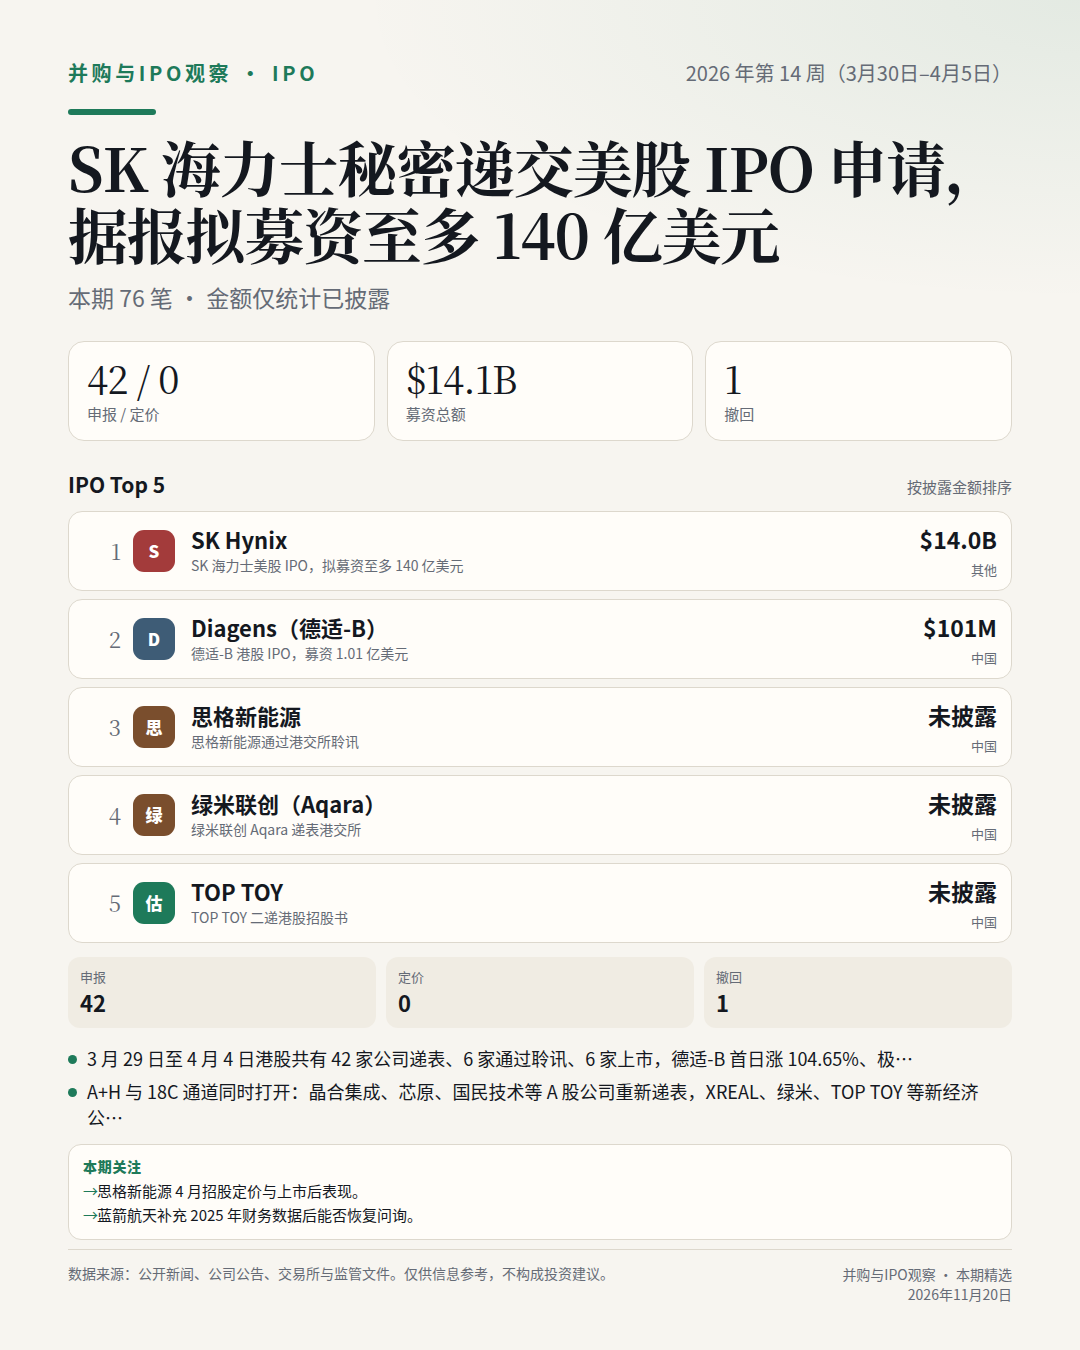 并购与IPO观察 · IPO
2026 年第 14 周（3月30日–4月5日）
SK 海力士秘密递交美股 IPO 申请，
据报拟募资至多 140 亿美元
本期 76 笔 · 金额仅统计已披露
42 / 0
申报 / 定价
$14.1B
募资总额
1
撤回
IPO Top 5
按披露金额排序
1
S
SK Hynix
SK 海力士美股 IPO，拟募资至多 140 亿美元
$14.0B
其他
2
D
Diagens（德适-B）
德适-B 港股 IPO，募资 1.01 亿美元
$101M
中国
3
思
思格新能源
思格新能源通过港交所聆讯
未披露
中国
4
绿
绿米联创（Aqara）
绿米联创 Aqara 递表港交所
未披露
中国
5
估
TOP TOY
TOP TOY 二递港股招股书
未披露
中国
申报
42
定价
0
撤回
1
3 月 29 日至 4 月 4 日港股共有 42 家公司递表、6 家通过聆讯、6 家上市，德适-B 首日涨 104.65%、极…
A+H 与 18C 通道同时打开：晶合集成、芯原、国民技术等 A 股公司重新递表，XREAL、绿米、TOP TOY 等新经济
公…
本期关注
→思格新能源 4 月招股定价与上市后表现。
→蓝箭航天补充 2025 年财务数据后能否恢复问询。
数据来源：公开新闻、公司公告、交易所与监管文件。仅供信息参考，不构成投资建议。
并购与IPO观察 · 本期精选
2026年11月20日